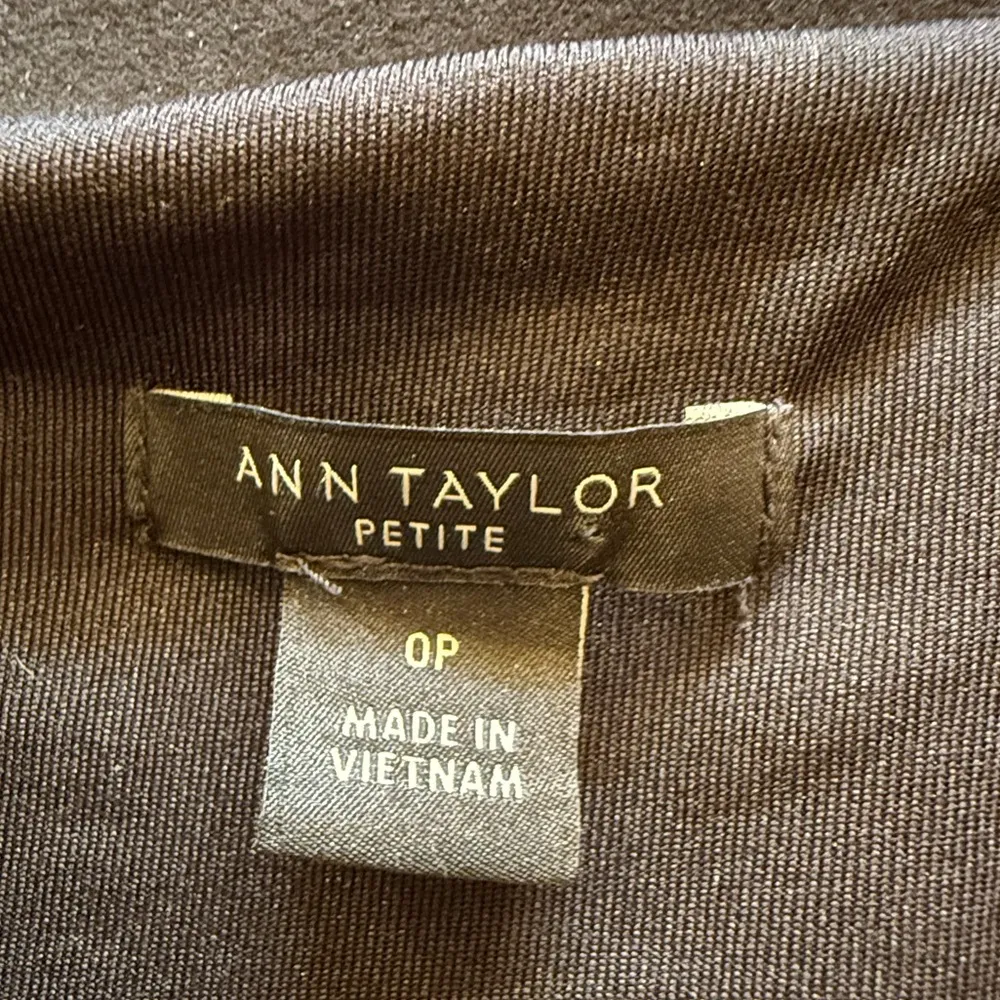 ANN TAYLOR
PETITE
0P
MADE IN
VIETNAM